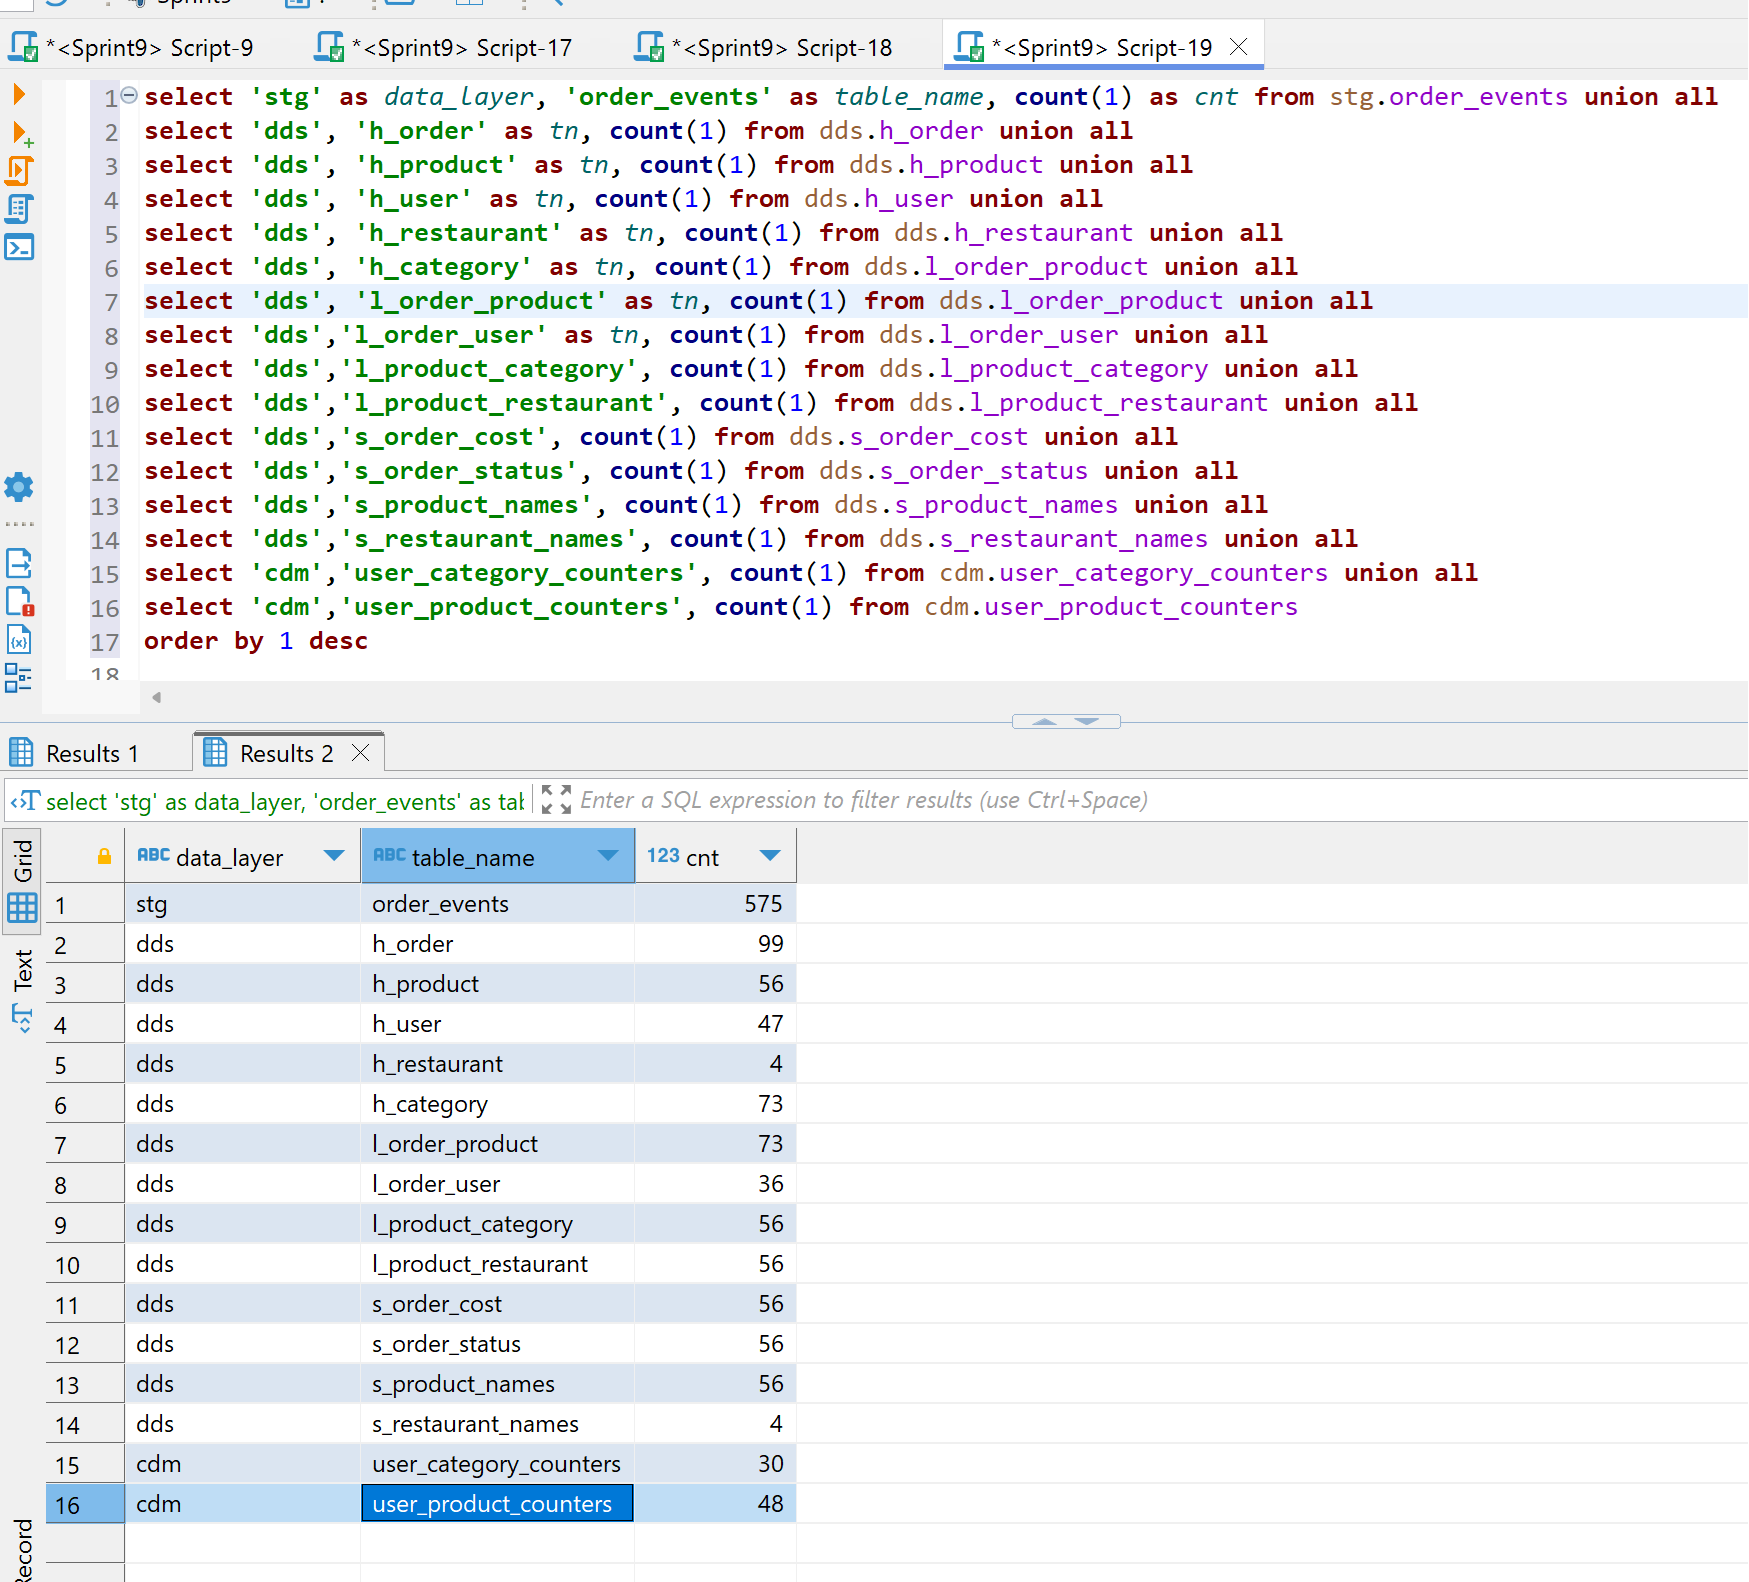 *<Sprint9> Script-9
*<Sprint9> Script-17
*<Sprint9> Script-18
*<Sprint9> Script-19
1 select 'stg' as data_layer, 'order_events' as table_name, count(1) as cnt from stg.order_events union all
2 select 'dds', 'h_order' as tn, count(1) from dds.h_order union all
3 select 'dds', 'h_product' as tn, count(1) from dds.h_product union all
4 select 'dds', 'h_user' as tn, count(1) from dds.h_user union all
5 select 'dds', 'h_restaurant' as tn, count(1) from dds.h_restaurant union all
6 select 'dds', 'h_category' as tn, count(1) from dds.l_order_product union all
7 select 'dds', 'l_order_product' as tn, count(1) from dds.l_order_product union all
8 select 'dds','l_order_user' as tn, count(1) from dds.l_order_user union all
9 select 'dds','l_product_category', count(1) from dds.l_product_category union all
10 select 'dds','l_product_restaurant', count(1) from dds.l_product_restaurant union all
11 select 'dds','s_order_cost', count(1) from dds.s_order_cost union all
12 select 'dds','s_order_status', count(1) from dds.s_order_status union all
13 select 'dds','s_product_names', count(1) from dds.s_product_names union all
14 select 'dds','s_restaurant_names', count(1) from dds.s_restaurant_names union all
15 select 'cdm','user_category_counters', count(1) from cdm.user_category_counters union all
16 select 'cdm','user_product_counters', count(1) from cdm.user_product_counters
17 order by 1 desc
18
Results 1
Results 2
select 'stg' as data_layer, 'order_events' as tab
Enter a SQL expression to filter results (use Ctrl+Space)
Grid
Text
Record
ABC data_layer ABC table_name 123 cnt
1 stg order_events 575
2 dds h_order 99
3 dds h_product 56
4 dds h_user 47
5 dds h_restaurant 4
6 dds h_category 73
7 dds l_order_product 73
8 dds l_order_user 36
9 dds l_product_category 56
10 dds l_product_restaurant 56
11 dds s_order_cost 56
12 dds s_order_status 56
13 dds s_product_names 56
14 dds s_restaurant_names 4
15 cdm user_category_counters 30
16 cdm user_product_counters 48